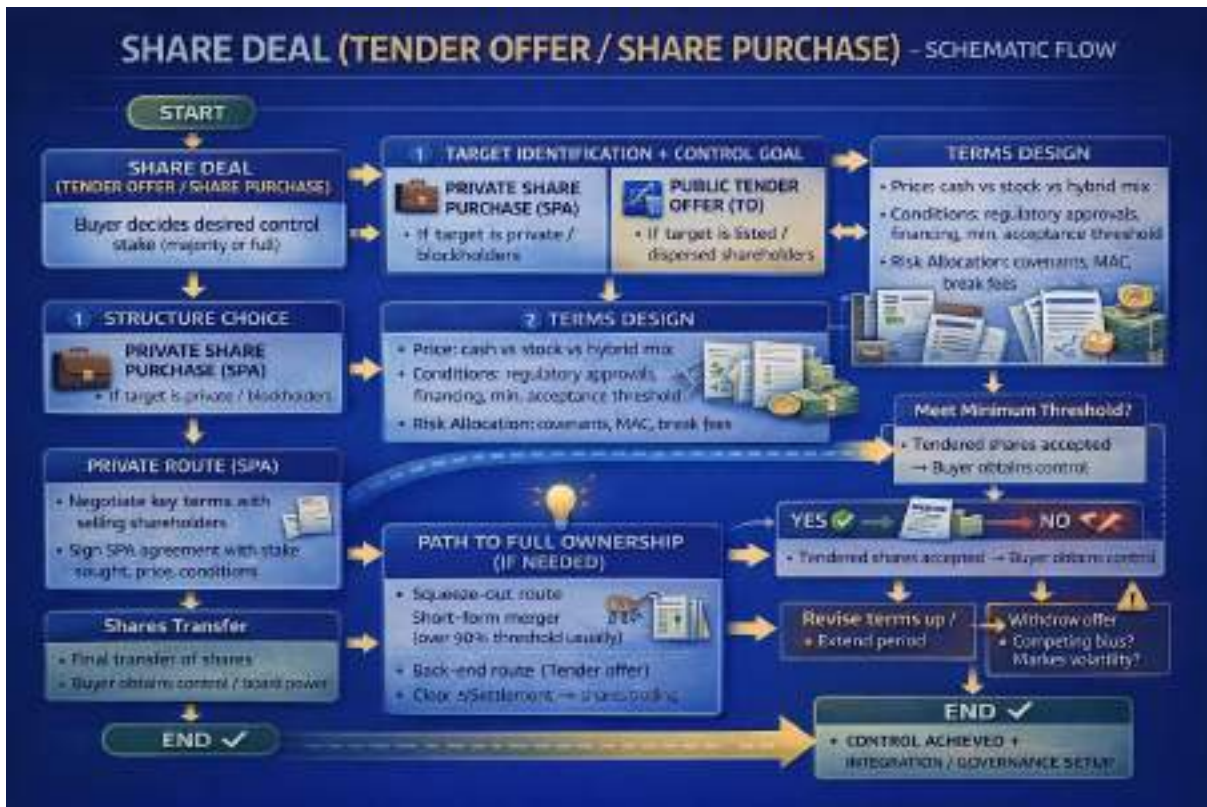 SHARE DEAL (TENDER OFFER / SHARE PURCHASE) – SCHEMATIC FLOW
START
SHARE DEAL
(TENDER OFFER / SHARE PURCHASE)
Buyer decides desired control
stake (majority or full)
1 TARGET IDENTIFICATION + CONTROL GOAL
PRIVATE SHARE
PURCHASE (SPA)
• If target is private /
blockholders
PUBLIC TENDER
OFFER (TO)
• If target is listed /
dispersed shareholders
TERMS DESIGN
• Price: cash vs stock vs hybrid mix
• Conditions: regulatory approvals,
financing, min. acceptance threshold
• Risk Allocation: covenants, MAC,
break fees
1 STRUCTURE CHOICE
PRIVATE SHARE
PURCHASE (SPA)
• If target is private / blockholders
2 TERMS DESIGN
• Price: cash vs stock vs hybrid mix
+ Conditions: regulatory approvals,
financing, min. acceptance threshold
• Risk Allocation: covenants, MAC, break fees
Meet Minimum Threshold?
• Tendered shares accepted
→ Buyer obtains control
PRIVATE ROUTE (SPA)
• Negotiate key terms with
selling shareholders
• Sign SPA agreement with stake
sought, price, conditions
PATH TO FULL OWNERSHIP
(IF NEEDED)
• Squeeze-out route
Short-form merger
(over 90% threshold usually)
• Back-end route (Tender offer)
→ shares
YES → NO
• Tendered shares accepted → Buyer obtains control
Shares Transfer
• Final transfer of shares
• Buyer obtains control / board power
Revise terms up /
• Extend period
Withdraw offer
• Competing
volatility?
END ✓
END ✓
• CONTROL ACHIEVED +
INTEGRATION / GOVERNANCE SETUP